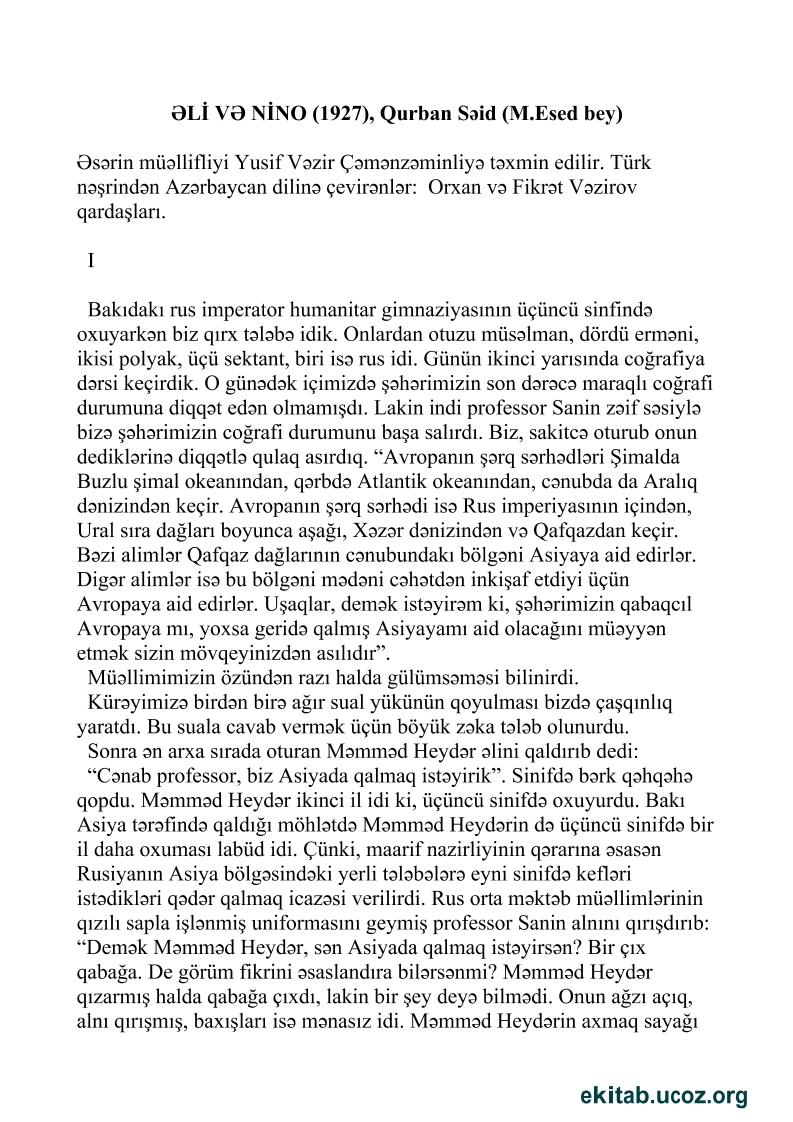 ƏLİ VƏ NİNO (1927), Qurban Səid (M.Esed bey)
Əsərin müəllifliyi Yusif Vəzir Çəmənzəminliyə təxmin edilir. Türk
nəşrindən Azərbaycan dilinə çevirənlər:  Orxan və Fikrət Vəzirov
qardaşları.
I
Bakıdakı rus imperator humanitar gimnaziyasının üçüncü sinfində
oxuyarkən biz qırx tələbə idik. Onlardan otuzu müsəlman, dördü erməni,
ikisi polyak, üçü sektant, biri isə rus idi. Günün ikinci yarısında coğrafiya
dərsi keçirdik. O günədək içimizdə şəhərimizin son dərəcə maraqlı coğrafi
durumuna diqqət edən olmamışdı. Lakin indi professor Sanin zəif səsiylə
bizə şəhərimizin coğrafi durumunu başa salırdı. Biz, sakitcə oturub onun
dediklərinə diqqətlə qulaq asırdıq. “Avropanın şərq sərhədləri Şimalda
Buzlu şimal okeanından, qərbdə Atlantik okeanından, cənubda da Aralıq
dənizindən keçir. Avropanın şərq sərhədi isə Rus imperiyasının içindən,
Ural sıra dağları boyunca aşağı, Xəzər dənizindən və Qafqazdan keçir.
Bəzi alimlər Qafqaz dağlarının cənubundakı bölgəni Asiyaya aid edirlər.
Digər alimlər isə bu bölgəni mədəni cəhətdən inkişaf etdiyi üçün
Avropaya aid edirlər. Uşaqlar, demək istəyirəm ki, şəhərimizin qabaqcıl
Avropaya mı, yoxsa geridə qalmış Asiyayamı aid olacağını müəyyən
etmək sizin mövqeyinizdən asılıdır”.
Müəllimimizin özündən razı halda gülümsəməsi bilinirdi.
Kürəyimizə birdən birə ağır sual yükünün qoyulması bizdə çaşqınlıq
yaratdı. Bu suala cavab vermək üçün böyük zəka tələb olunurdu.
Sonra ən arxa sırada oturan Məmməd Heydər əlini qaldırıb dedi:
“Cənab professor, biz Asiyada qalmaq istəyirik”. Sinifdə bərk qəhqəhə
qopdu. Məmməd Heydər ikinci il idi ki, üçüncü sinifdə oxuyurdu. Bakı
Asiya tərəfində qaldığı möhlətdə Məmməd Heydərin də üçüncü sinifdə bir
il daha oxuması labüd idi. Çünki, maarif nazirliyinin qərarına əsasən
Rusiyanın Asiya bölgəsindəki yerli tələbələrə eyni sinifdə kefləri
istədikləri qədər qalmaq icazəsi verilirdi. Rus orta məktəb müəllimlərinin
qızılı sapla işlənmiş uniformasını geymiş professor Sanin alnını qırışdırıb:
“Demək Məmməd Heydər, sən Asiyada qalmaq istəyirsən? Bir çıx
qabağa. De görüm fikrini əsaslandıra bilərsənmi? Məmməd Heydər
qızarmış halda qabağa çıxdı, lakin bir şey deyə bilmədi. Onun ağzı açıq,
alnı qırışmış, baxışları isə mənasız idi. Məmməd Heydərin axmaq sayağı
ekitab.ucoz.org